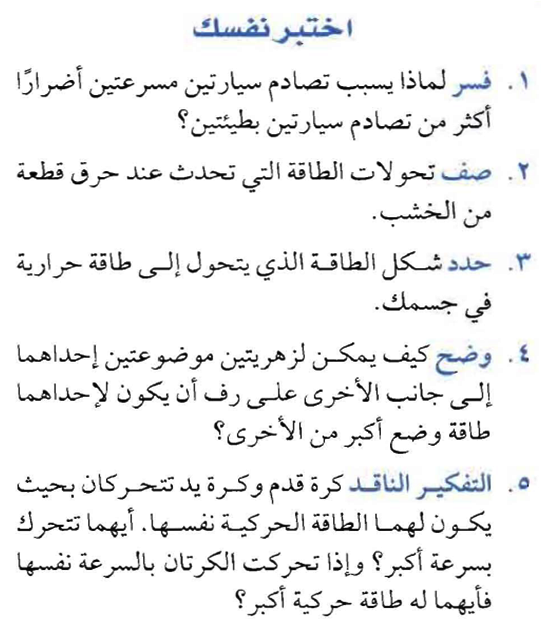 اختبر نفسك
١. فسر لماذا يسبب تصادم سيارتين مسرعتين أضرارًا
أكثر من تصادم سيارتين بطيئتين؟
٢. صف تحولات الطاقة التي تحدث عند حرق قطعة
من الخشب.
٣. حدد شكل الطاقة الذي يتحول إلى طاقة حرارية
في جسمك.
٤. وضح كيف يمكن لزهريتين موضوعتين إحداهما
إلى جانب الأخرى على رف أن يكون لإحداهما
طاقة وضع أكبر من الأخرى؟
٥. التفكير الناقد كرة قدم وكرة يد تتحركان بحيث
يكون لهما الطاقة الحركية نفسها. أيهما تتحرك
بسرعة أكبر؟ وإذا تحركت الكرتان بالسرعة نفسها
فأيهما له طاقة حركية أكبر؟